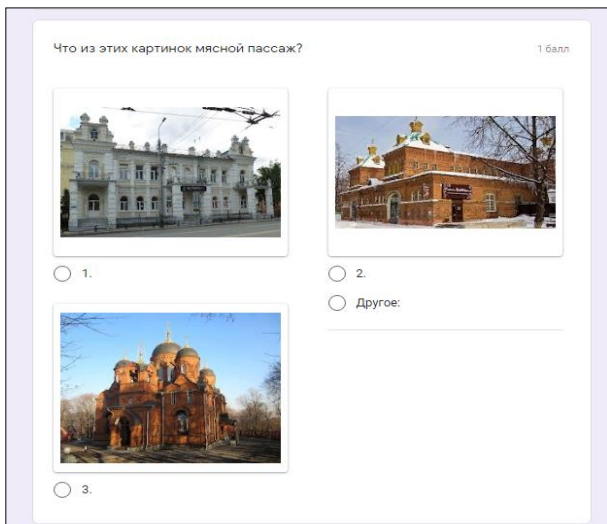 Что из этих картинок мясной пассаж?
1 балл
1.
2.
Другое:
3.